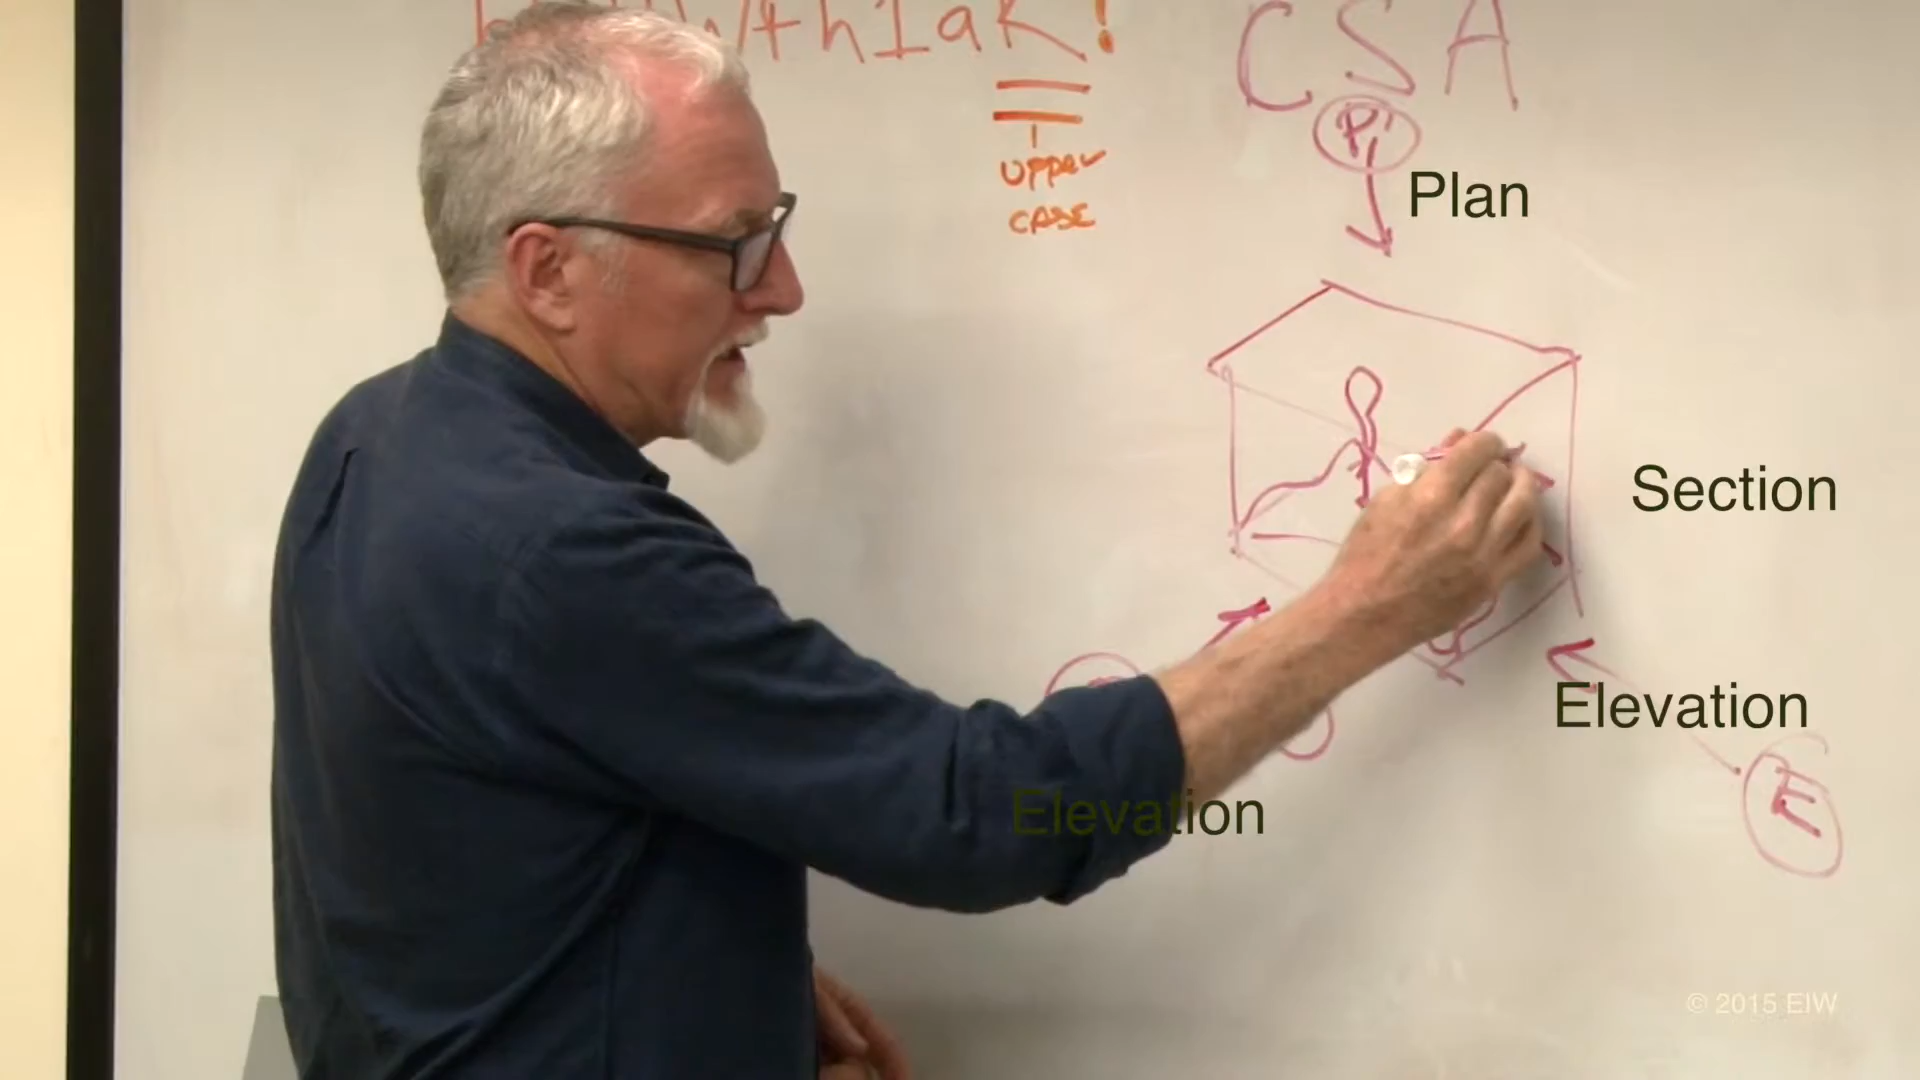 CSA
UPPER
CASE
P
Plan
Section
Elevation
E
Elevation
© 2015 EIW